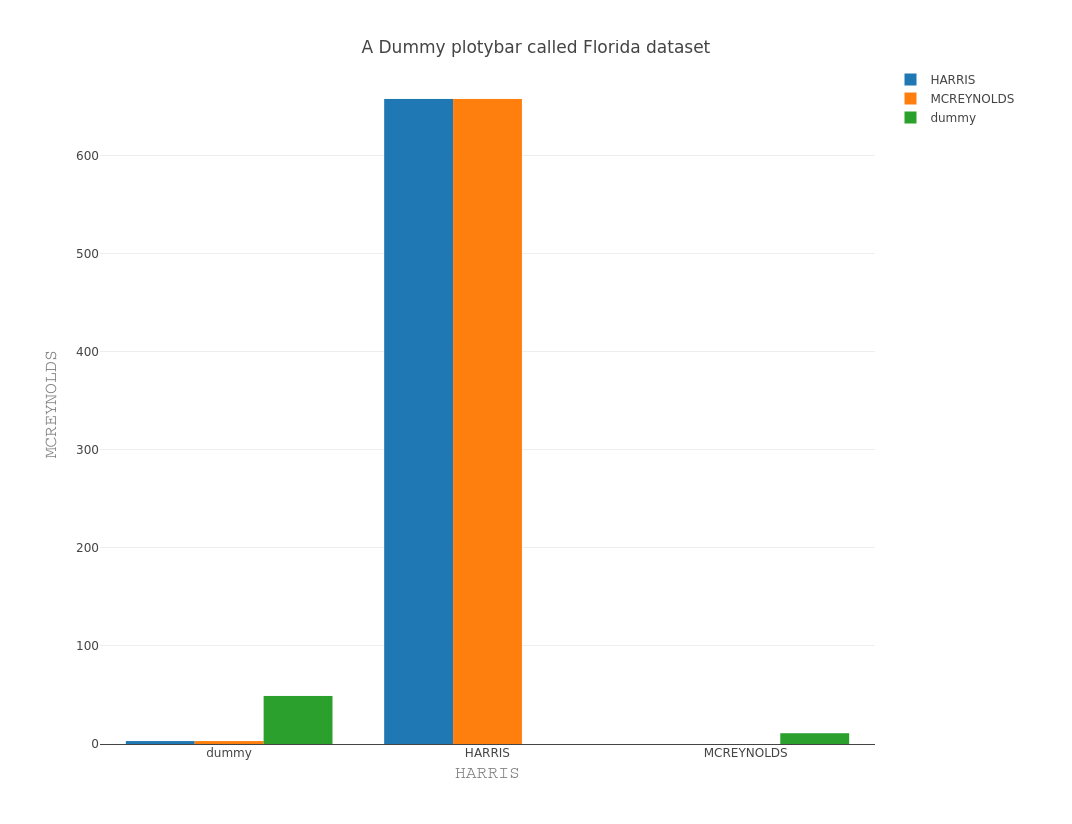 A Dummy plotybar called Florida dataset
HARRIS
MCREYNOLDS
dummy
600
500
400
300
200
100
0
MCREYNOLDS
dummy
HARRIS
MCREYNOLDS
HARRIS